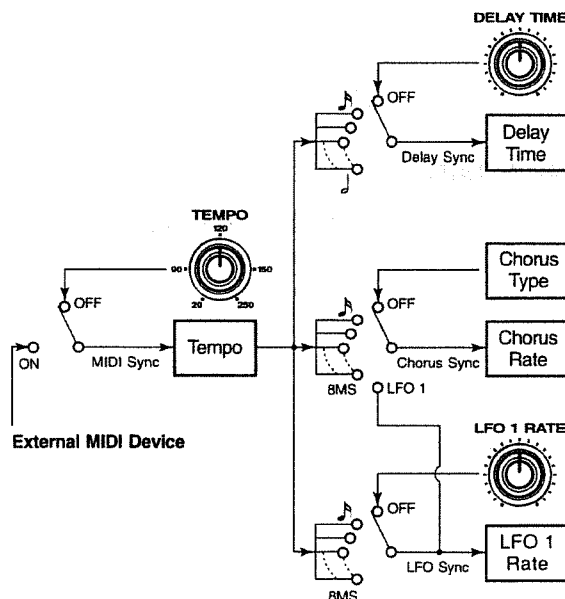 DELAY TIME
OFF
Delay
Time
Delay Sync
TEMPO
120
90
150
20
250
OFF
ON
MIDI Sync
Tempo
External MIDI Device
Chorus
Type
OFF
Chorus
Rate
Chorus Sync
8MS
LFO 1
LFO 1 RATE
OFF
LFO 1
Rate
LFO Sync
8MS